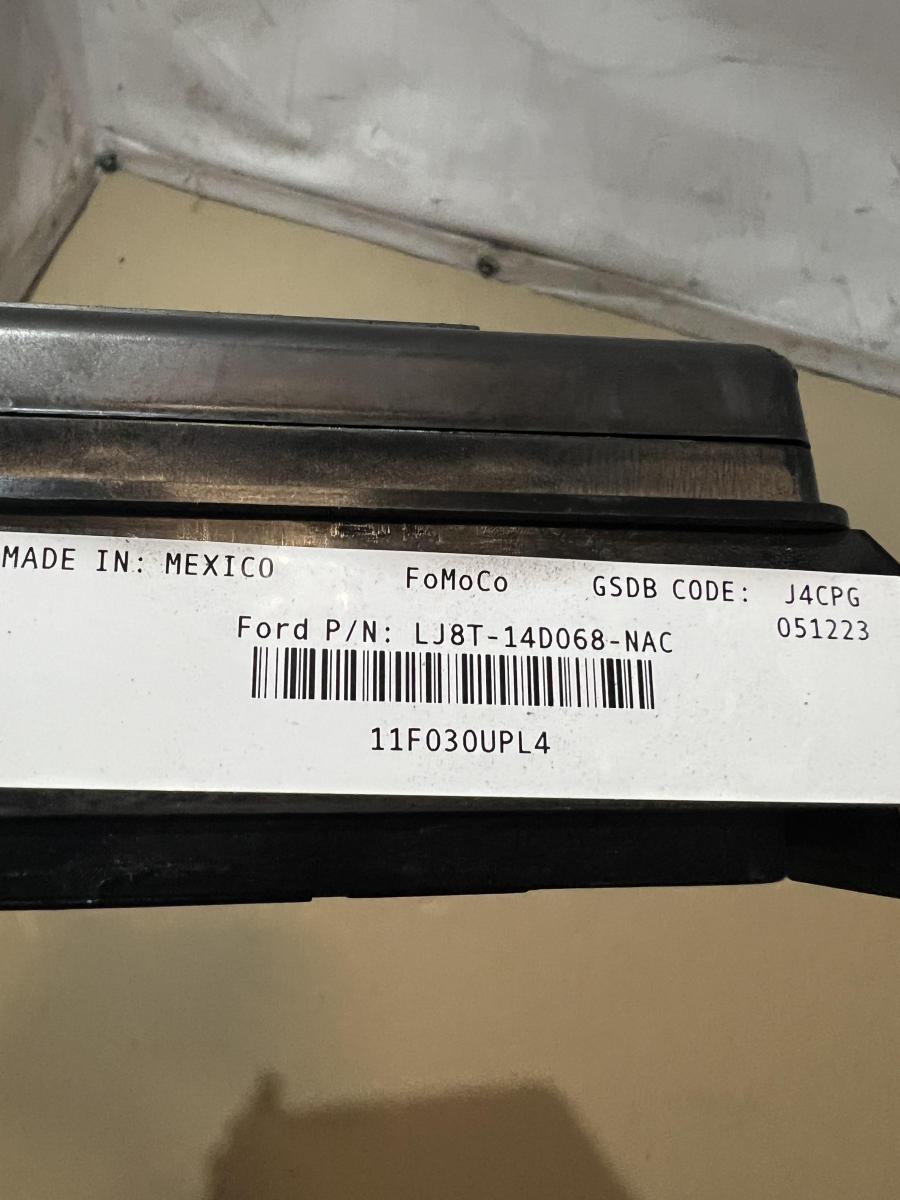 MADE IN: MEXICO FoMoCo GSDB CODE: J4CPG
051223
Ford P/N: LJ8T-14D068-NAC
11F030UPL4